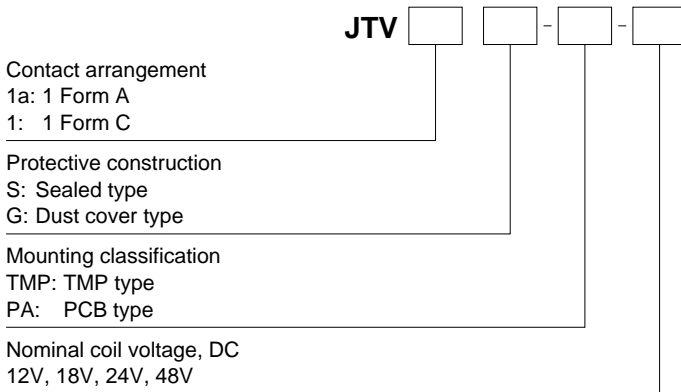 JTV - -
Contact arrangement
1a: 1 Form A
1: 1 Form C
Protective construction
S: Sealed type
G: Dust cover type
Mounting classification
TMP: TMP type
PA: PCB type
Nominal coil voltage, DC
12V, 18V, 24V, 48V